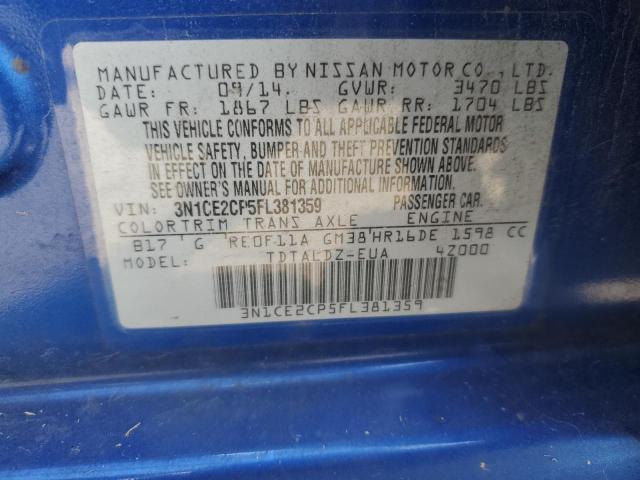 MANUFACTURED BY NISSAN MOTOR CO., LTD.
DATE: 09/14. GVWR: 3470 LBS
GAWR FR: 1867 LBS GAWR RR: 1704 LBS
THIS VEHICLE CONFORMS TO ALL APPLICABLE FEDERAL MOTOR
VEHICLE SAFETY, BUMPER AND THEFT PREVENTION STANDARDS
IN EFFECT ON THE DATE OF MANUFACTURE SHOWN ABOVE.
SEE OWNER'S MANUAL FOR ADDITIONAL INFORMATION.
VIN: 3N1CE2CP5FL381359 PASSENGER CAR.
COLOR TRIM TRANS AXLE ENGINE
B17 G RE0F11A GM38 HR16DE 1598 CC
MODEL: TDTALDZ-EUA 4Z000
3N1CE2CP5FL381359